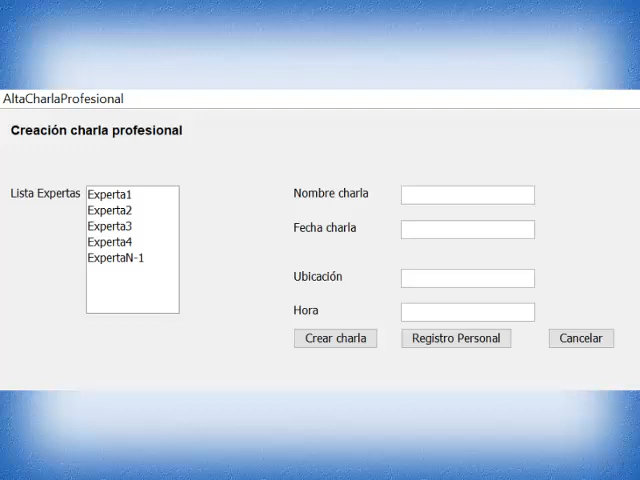 AltaCharlaProfesional
Creación charla profesional
Lista Expertas
Experta1
Experta2
Experta3
Experta4
ExpertaN-1
Nombre charla
Fecha charla
Ubicación
Hora
Crear charla
Registro Personal
Cancelar